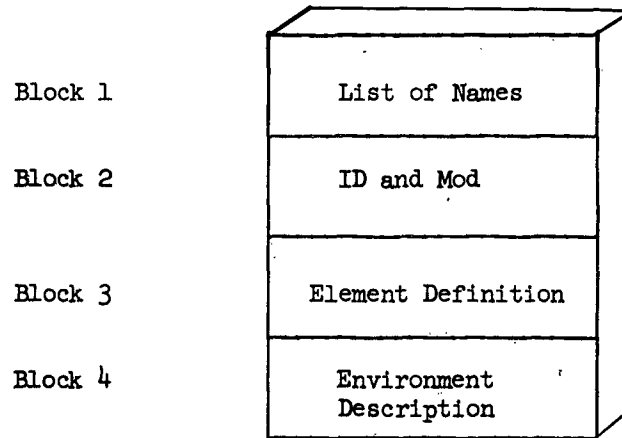 Block 1
List of Names
Block 2
ID and Mod
Block 3
Element Definition
Block 4
Environment
Description